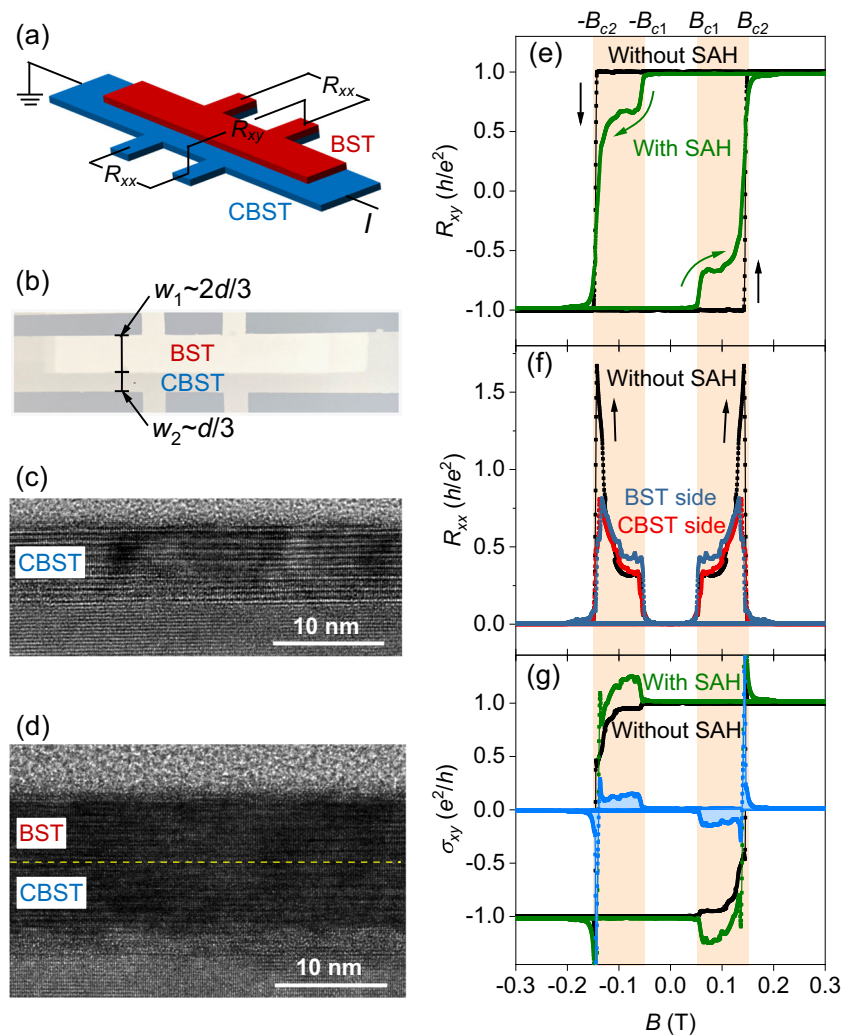 (a)
R_xx
R_xy
BST
R_xx
CBST
I
(b)
w_1~2d/3
BST
CBST
w_2~d/3
(c)
CBST
10 nm
(d)
BST
CBST
10 nm
-B_c2 -B_c1 B_c1 B_c2
(e)
Without SAH
With SAH
R_xy (h/e^2)
1.0
0.5
0.0
-0.5
-1.0
(f)
Without SAH
BST side
CBST side
R_xx (h/e^2)
1.5
1.0
0.5
0.0
(g)
With SAH
Without SAH
σ_xy (e^2/h)
1.0
0.5
0.0
-0.5
-1.0
-0.3 -0.2 -0.1 0.0 0.1 0.2 0.3
B (T)